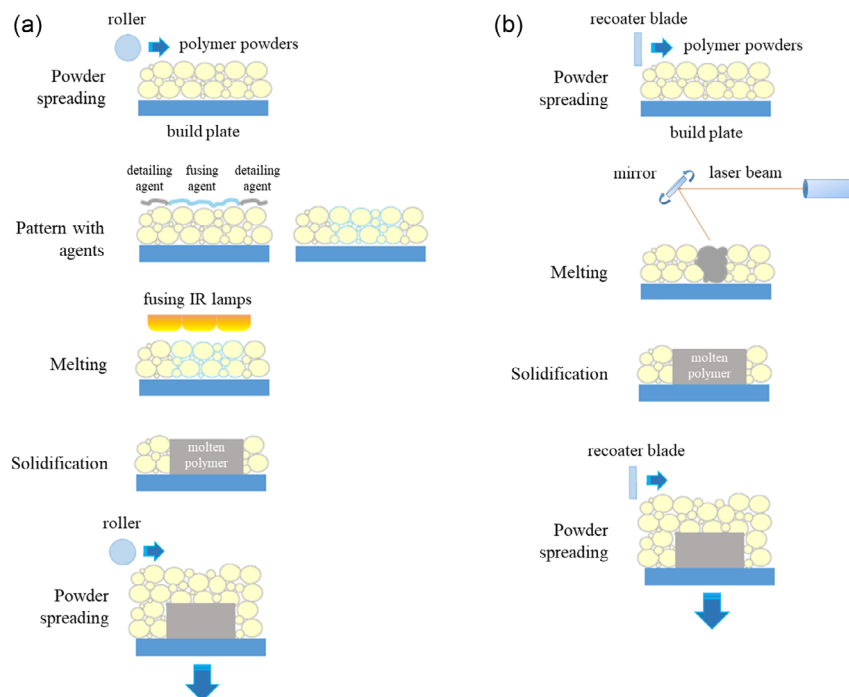 (a)
roller
polymer powders
Powder
spreading
build plate
detailing
agent
fusing
agent
detailing
agent
Pattern with
agents
fusing IR lamps
Melting
Solidification
molten
polymer
roller
Powder
spreading
(b)
recoater blade
polymer powders
Powder
spreading
build plate
mirror
laser beam
Melting
Solidification
molten
polymer
recoater blade
Powder
spreading